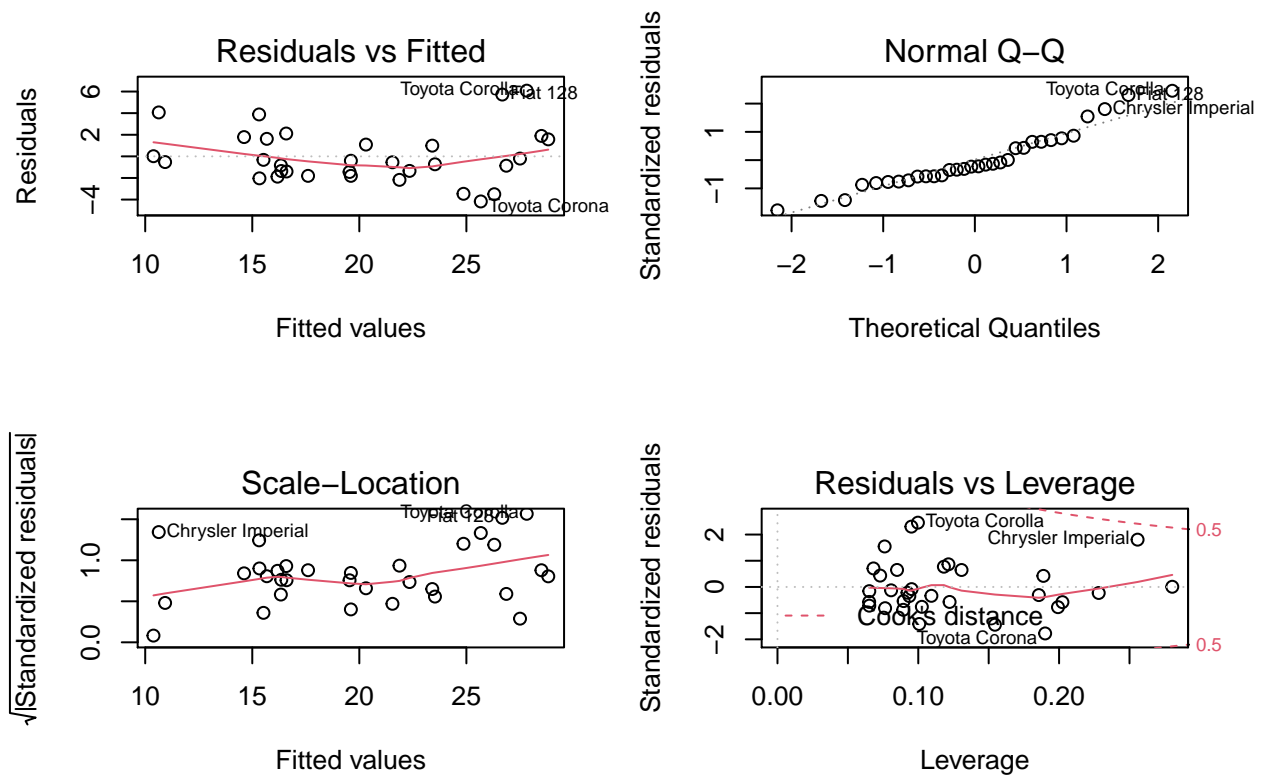 Residuals vs Fitted
Residuals
6
2
−4
Toyota Corolla
Fiat 128
Toyota Corona
10 15 20 25
Fitted values
Normal Q−Q
Standardized residuals
1
−1
Toyota Corolla
Fiat 128
Chrysler Imperial
−2 −1 0 1 2
Theoretical Quantiles
Scale−Location
√|Standardized residuals|
1.0
0.0
Toyota Corolla
Fiat 128
Chrysler Imperial
10 15 20 25
Fitted values
Residuals vs Leverage
Standardized residuals
2
0
−2
Toyota Corolla
Chrysler Imperial
0.5
Cook's distance
Toyota Corona
0.5
0.00 0.10 0.20
Leverage